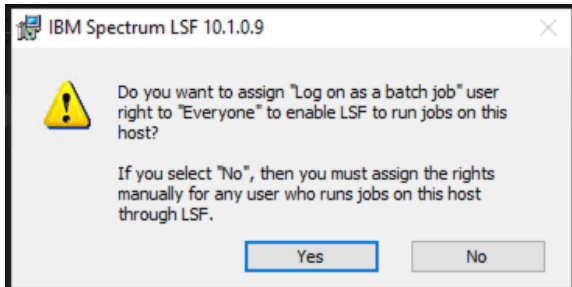 IBM Spectrum LSF 10.1.0.9
Do you want to assign "Log on as a batch job" user
right to "Everyone" to enable LSF to run jobs on this
host?
If you select "No", then you must assign the rights
manually for any user who runs jobs on this host
through LSF.
Yes
No